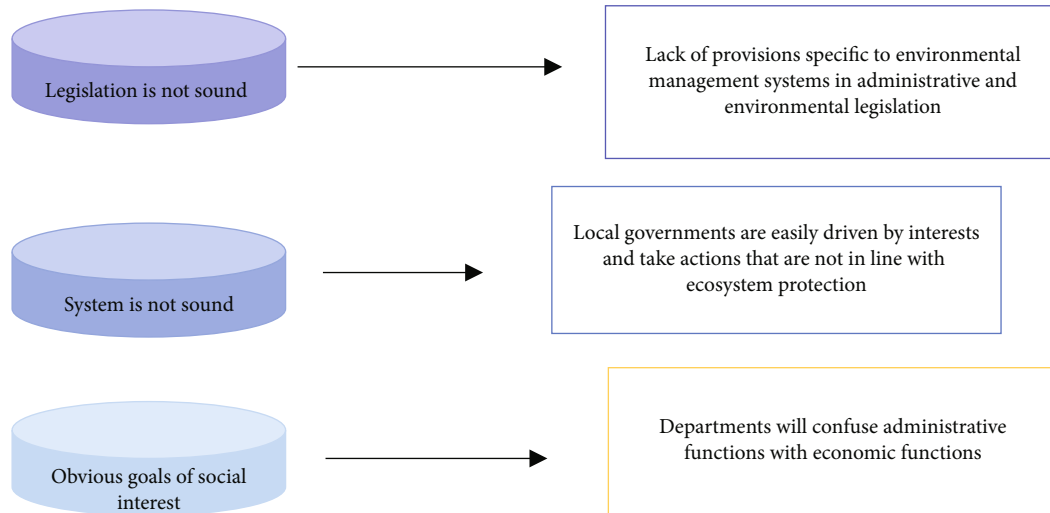 Legislation is not sound
Lack of provisions specific to environmental
management systems in administrative and
environmental legislation
System is not sound
Local governments are easily driven by interests
and take actions that are not in line with
ecosystem protection
Obvious goals of social
interest
Departments will confuse administrative
functions with economic functions